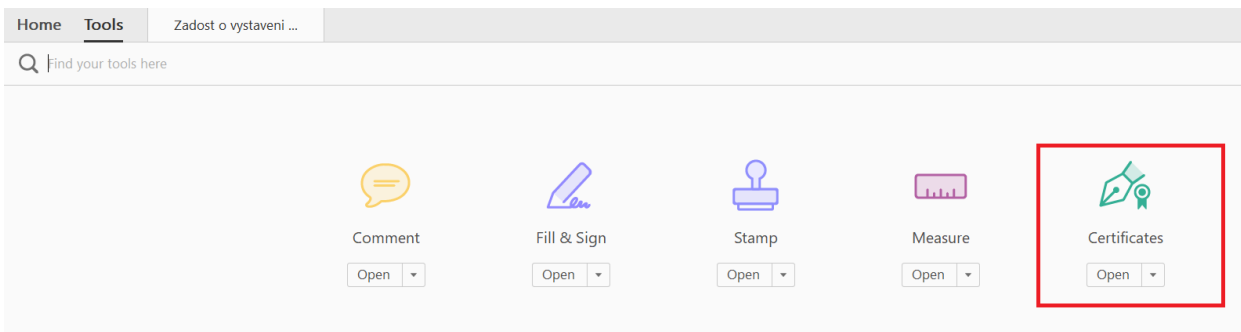 Home Tools Zadost o vystaveni ...
Find your tools here
Comment Fill & Sign Stamp Measure Certificates
Open Open Open Open Open